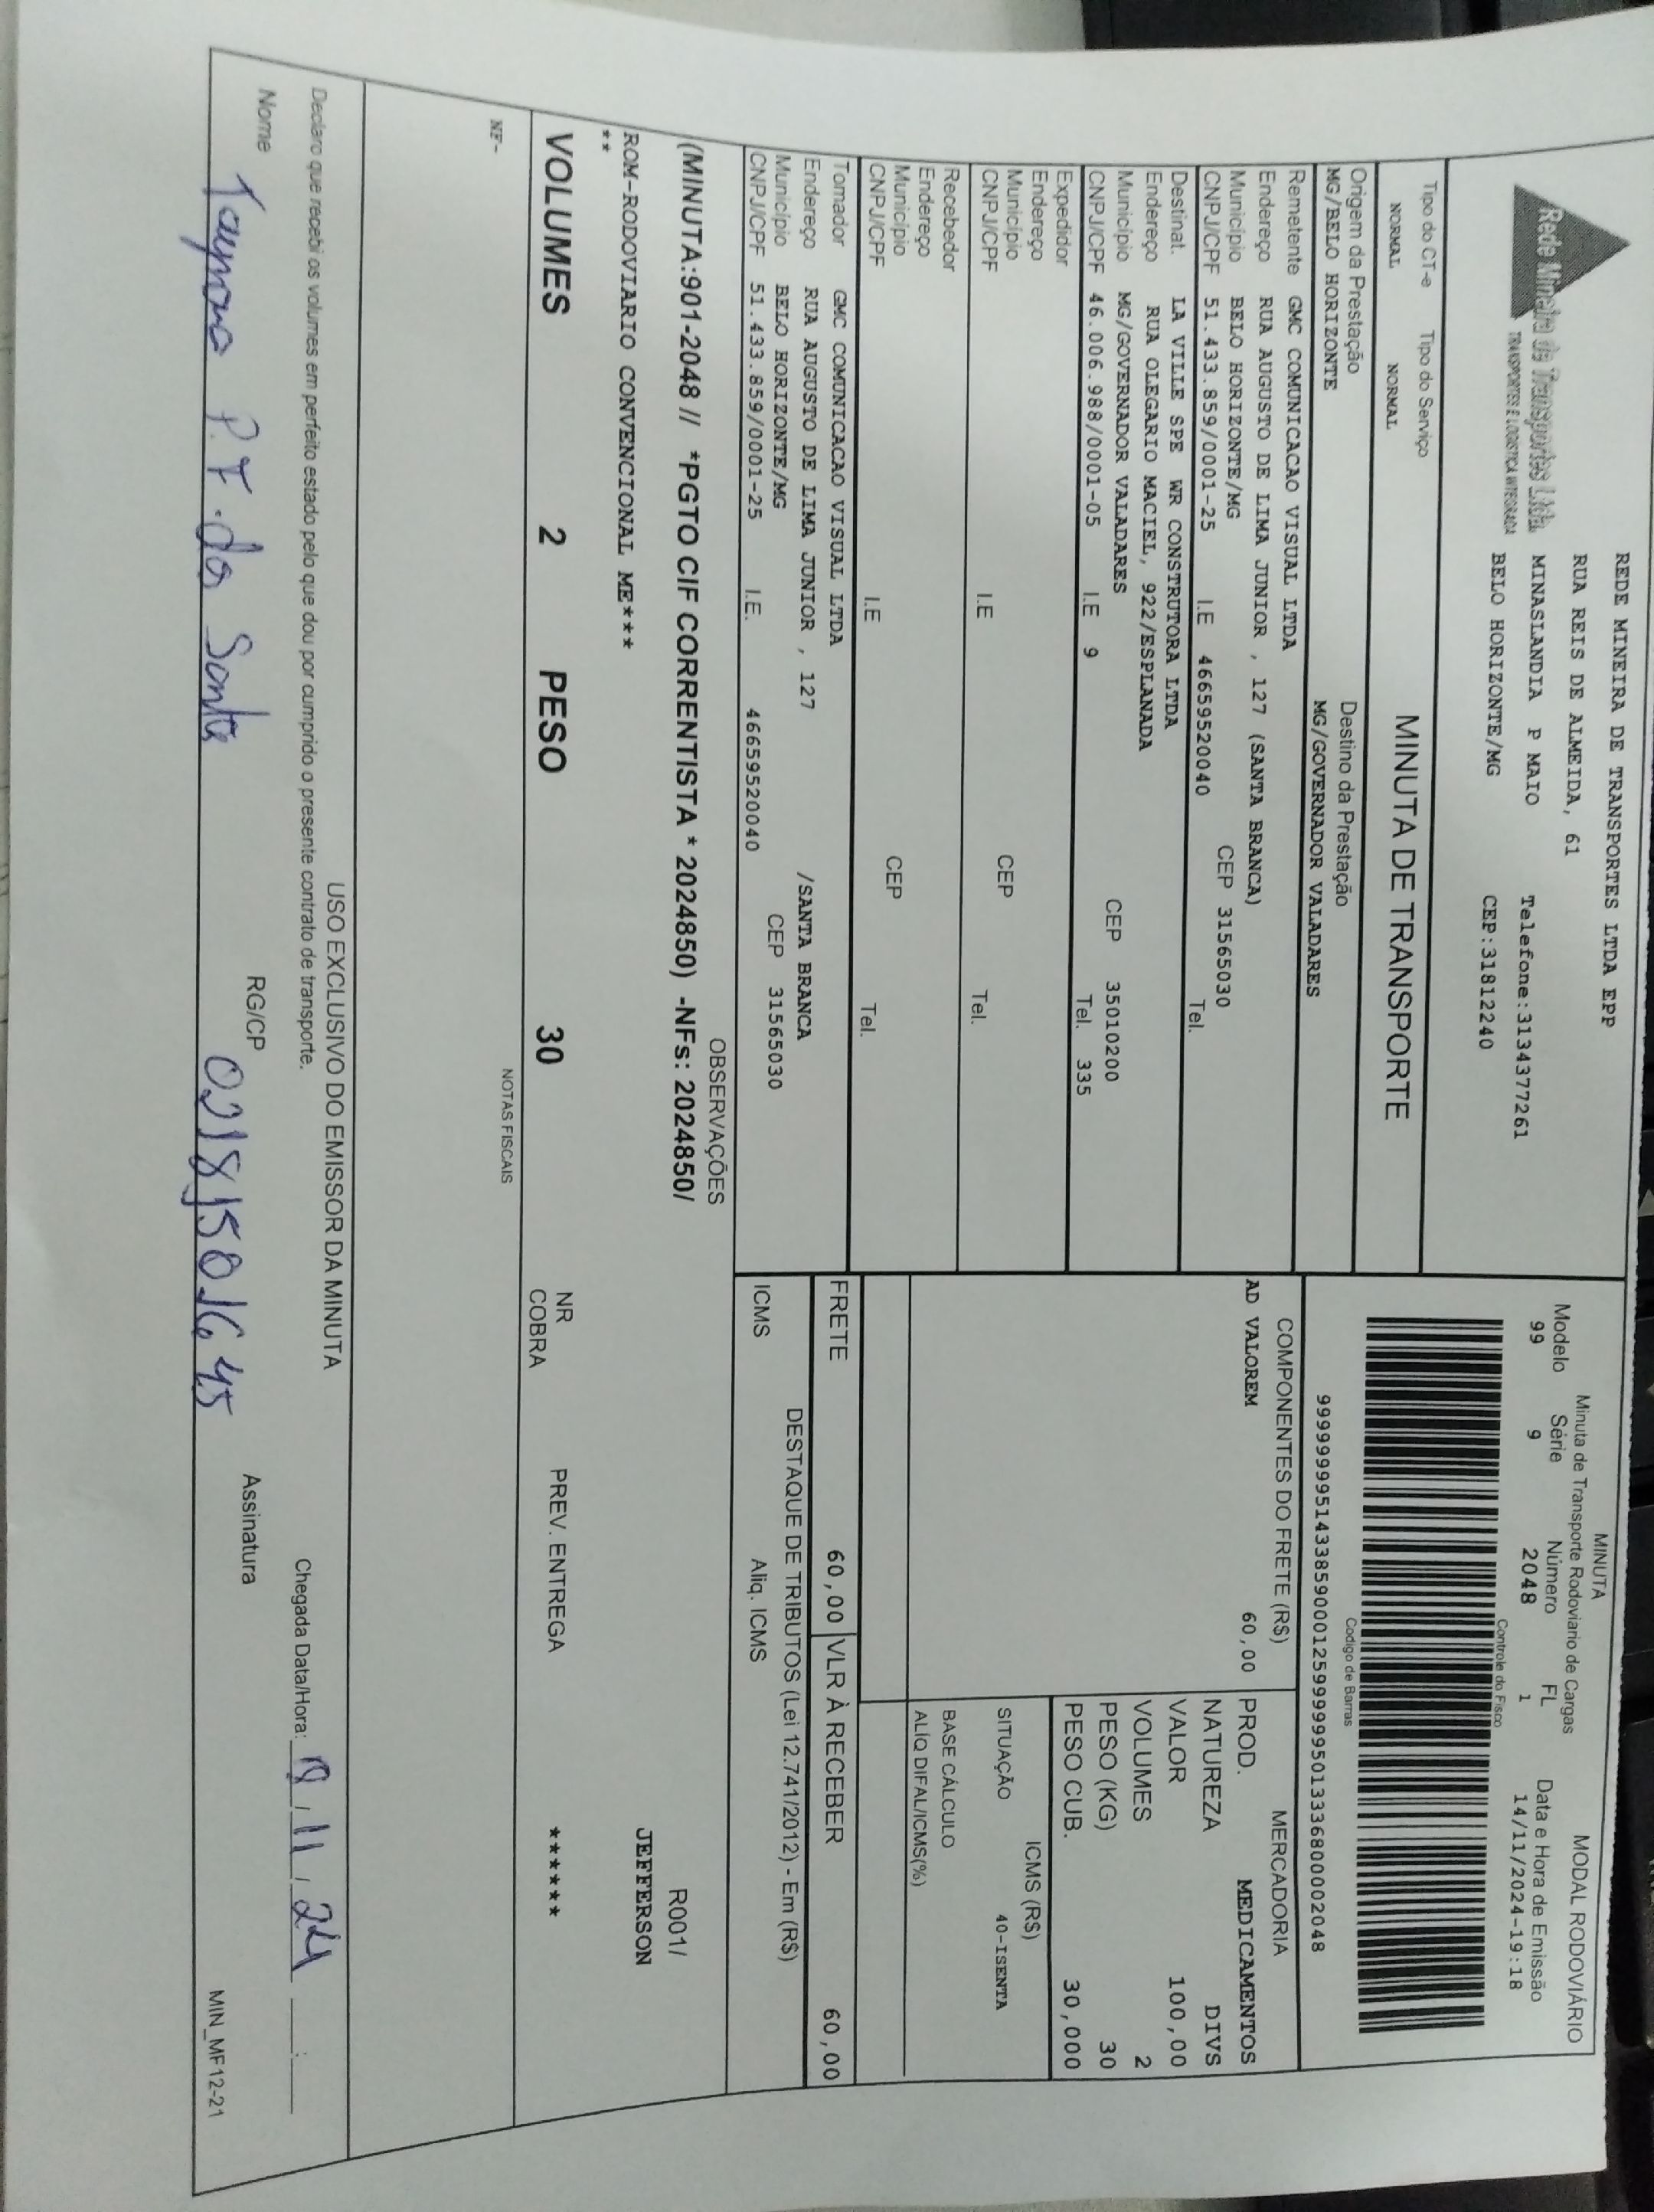 REDE MINEIRA DE TRANSPORTES LTDA EPP
RUA REIS DE ALMEIDA, 61
MINASLANDIA P MAIO Telefone:3134377261
BELO HORIZONTE/MG CEP:31812240
Rede Mineira de Transportes Ltda.
TRANSPORTES E LOGISTICA INTEGRADA
MINUTA MODAL RODOVIÁRIO
Minuta de Transporte Rodoviario de Cargas
Modelo Série Número FL Data e Hora de Emissão
99 9 2048 1 14/11/2024-19:18
Controle do Fisco
Tipo do CT-e Tipo do Serviço
NORMAL NORMAL
MINUTA DE TRANSPORTE
Codigo de Barras
Origem da Prestação Destino da Prestação
MG/BELO HORIZONTE MG/GOVERNADOR VALADARES
Remetente GMC COMUNICACAO VISUAL LTDA
Endereço RUA AUGUSTO DE LIMA JUNIOR , 127 (SANTA BRANCA)
Município BELO HORIZONTE/MG CEP 31565030
CNPJ/CPF 51.433.859/0001-25 I.E 4665952​0040 Tel.
Destinat. LA VILLE SPE WR CONSTRUTORA LTDA
Endereço RUA OLEGARIO MACIEL, 922/ESPLANADA
Município MG/GOVERNADOR VALADARES CEP 35010200
CNPJ/CPF 46.006.988/0001-05 I.E 9 Tel. 335
Expedidor
Endereço
Município CEP
CNPJ/CPF I.E Tel.
Recebedor
Endereço
Município CEP
CNPJ/CPF I.E Tel.
Tomador GMC COMUNICACAO VISUAL LTDA
Endereço RUA AUGUSTO DE LIMA JUNIOR , 127 /SANTA BRANCA
Município BELO HORIZONTE/MG CEP 31565030
CNPJ/CPF 51.433.859/0001-25 I.E. 46659520040
COMPONENTES DO FRETE (R$)
AD VALOREM 60,00
MERCADORIA
PROD. MEDICAMENTOS
NATUREZA DIVS
VALOR 100,00
VOLUMES 2
PESO (KG) 30
PESO CUB. 30,000
ICMS (R$)
SITUAÇÃO 40-ISENTA
BASE CÁLCULO
ALÍQ DIFAL/ICMS(%)
FRETE 60,00 VLR À RECEBER 60,00
DESTAQUE DE TRIBUTOS (Lei 12.741/2012) - Em (R$)
ICMS Aliq. ICMS
OBSERVAÇÕES
(MINUTA:901-2048 // *PGTO CIF CORRENTISTA * 2024850) -NFs: 2024850/ R001/
JEFFERSON
ROM-RODOVIARIO CONVENCIONAL ME****
**
VOLUMES 2 PESO 30 NR COBRA PREV. ENTREGA ******
NOTAS FISCAIS
NF-
USO EXCLUSIVO DO EMISSOR DA MINUTA
Declaro que recebi os volumes em perfeito estado pelo que dou por cumprido o presente contrato de transporte. Chegada Data/Hora: 19 / 11 / 24 :
Nome RG/CP Assinatura
P.F. dos Santos
MIN_MF12-21